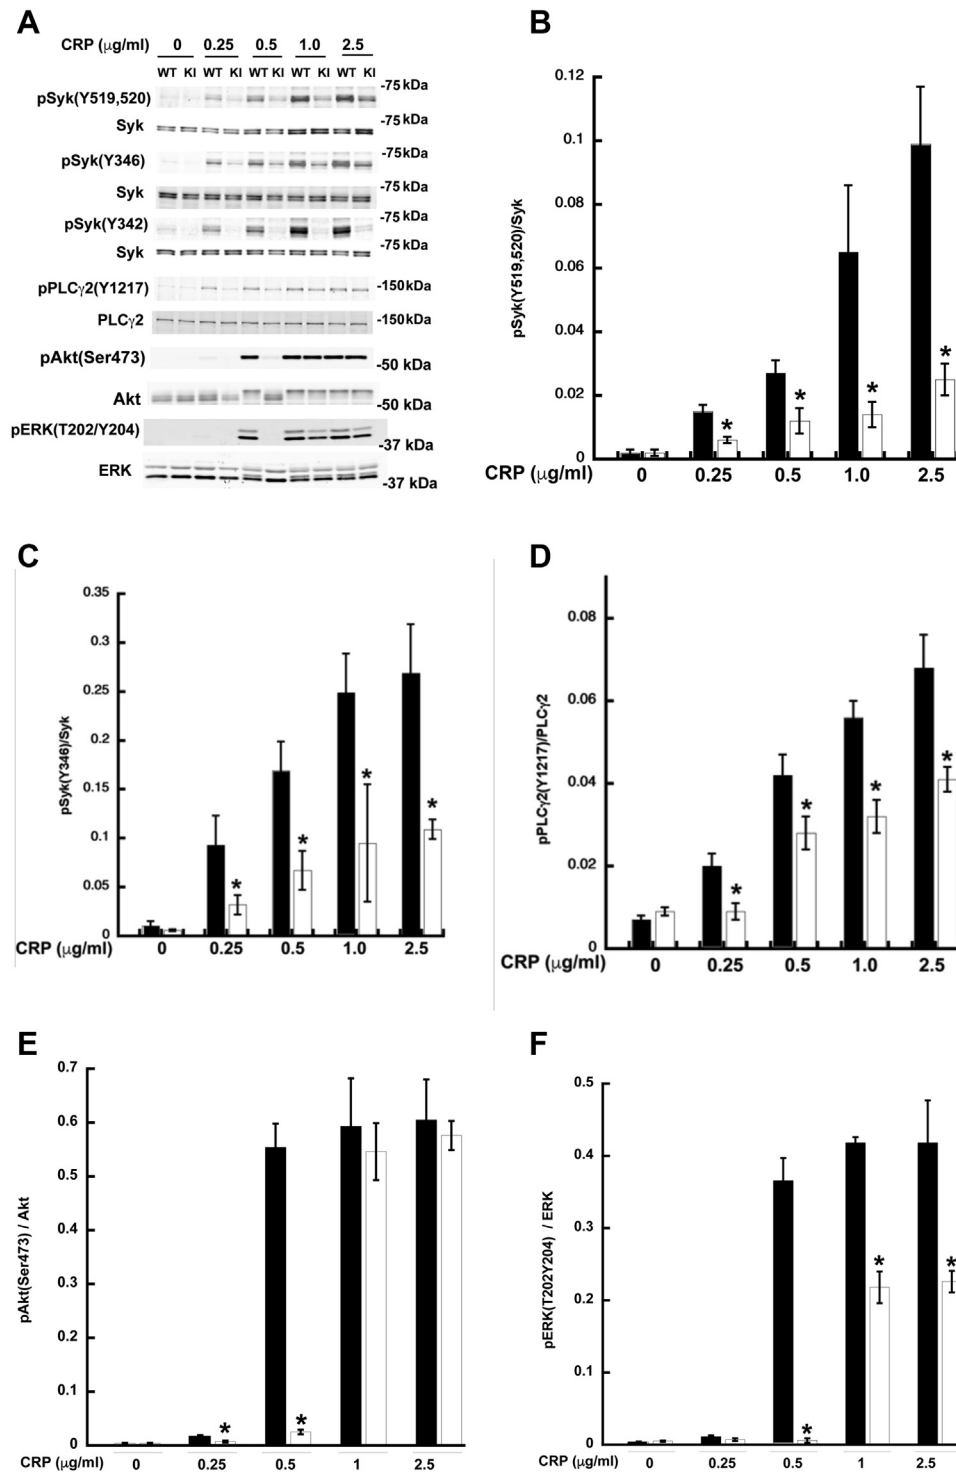 A
CRP (μg/ml) 0 0.25 0.5 1.0 2.5
WT KI WT KI WT KI WT KI WT KI
pSyk(Y519,520) -75 kDa
Syk -75 kDa
pSyk(Y346) -75 kDa
Syk -75 kDa
pSyk(Y342) -75 kDa
Syk -75 kDa
pPLCγ2(Y1217) -150kDa
PLCγ2 -150kDa
pAkt(Ser473) -50 kDa
Akt -50 kDa
pERK(T202/Y204) -37 kDa
ERK -37 kDa
B
pSyk(Y519,520)/Syk
0.12
0.1
0.08
0.06
0.04
0.02
0
* * * *
CRP (μg/ml) 0 0.25 0.5 1.0 2.5
C
pSyk(Y346)/Syk
0.35
0.3
0.25
0.2
0.15
0.1
0.05
0
* * * *
CRP (μg/ml) 0 0.25 0.5 1.0 2.5
D
pPLCγ2(Y1217)/PLCγ2
0.08
0.06
0.04
0.02
0
* * * *
CRP (μg/ml) 0 0.25 0.5 1.0 2.5
E
pAkt(Ser473) / Akt
0.7
0.6
0.5
0.4
0.3
0.2
0.1
0
* *
CRP (μg/ml) 0 0.25 0.5 1 2.5
F
pERK(T202Y204) / ERK
0.5
0.4
0.3
0.2
0.1
0
* * *
CRP (μg/ml) 0 0.25 0.5 1 2.5